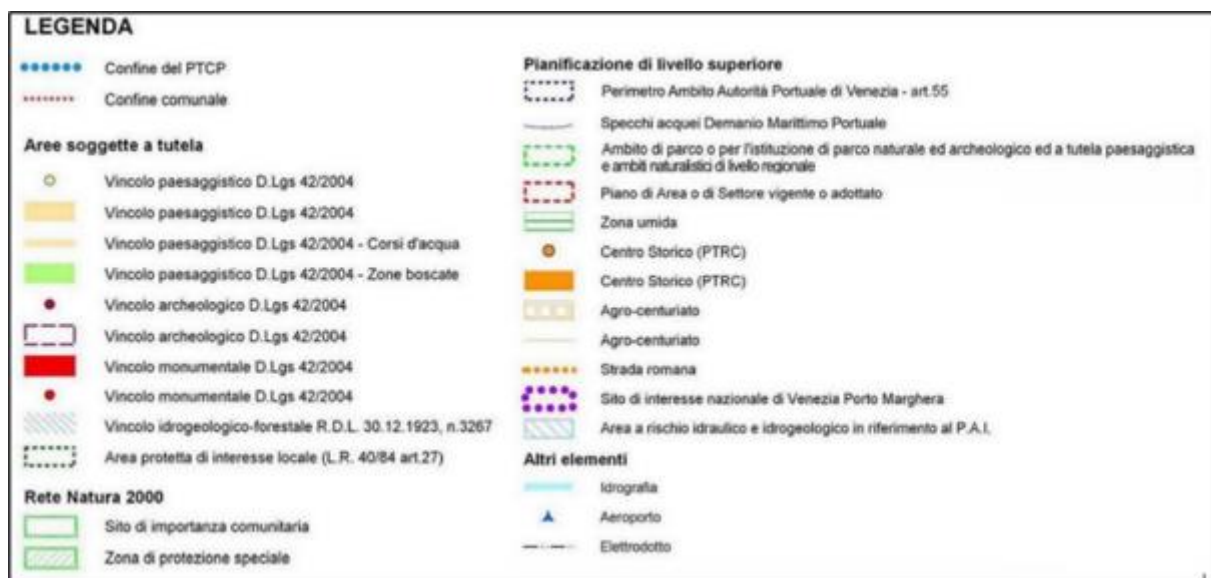 LEGENDA
Confine del PTCP
Confine comunale
Aree soggette a tutela
Vincolo paesaggistico D.Lgs 42/2004
Vincolo paesaggistico D.Lgs 42/2004
Vincolo paesaggistico D.Lgs 42/2004 - Corsi d'acqua
Vincolo paesaggistico D.Lgs 42/2004 - Zone boscate
Vincolo archeologico D.Lgs 42/2004
Vincolo archeologico D.Lgs 42/2004
Vincolo monumentale D.Lgs 42/2004
Vincolo monumentale D.Lgs 42/2004
Vincolo idrogeologico-forestale R.D.L. 30.12.1923, n.3267
Area protetta di interesse locale (L.R. 40/84 art.27)
Rete Natura 2000
Sito di importanza comunitaria
Zona di protezione speciale
Pianificazione di livello superiore
Perimetro Ambito Autorità Portuale di Venezia - art.55
Specchi acquei Demanio Marittimo Portuale
Ambito di parco o per l'istituzione di parco naturale ed archeologico ed a tutela paesaggistica
e ambiti naturalistici di livello regionale
Piano di Area o di Settore vigente o adottato
Zona umida
Centro Storico (PTRC)
Centro Storico (PTRC)
Agro-centuriato
Agro-centuriato
Strada romana
Sito di interesse nazionale di Venezia Porto Marghera
Area a rischio idraulico e idrogeologico in riferimento al P.A.I.
Altri elementi
Idrografia
Aeroporto
Elettrodotto